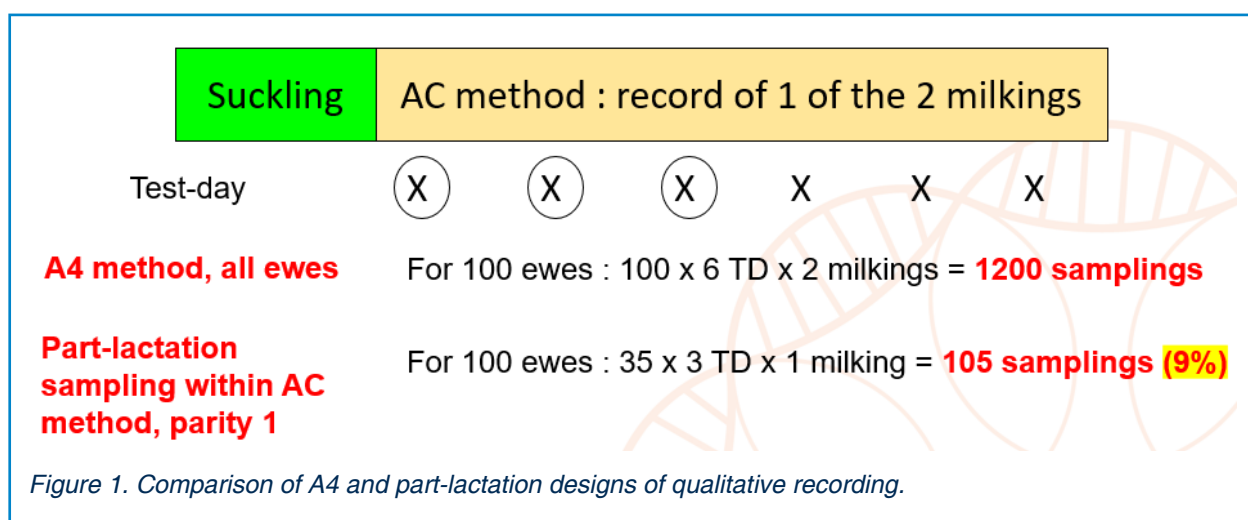 Suckling AC method : record of 1 of the 2 milkings
Test-day X X X X X X
A4 method, all ewes For 100 ewes : 100 x 6 TD x 2 milkings = 1200 samplings
Part-lactation
sampling within AC For 100 ewes : 35 x 3 TD x 1 milking = 105 samplings (9%)
method, parity 1
Figure 1. Comparison of A4 and part-lactation designs of qualitative recording.